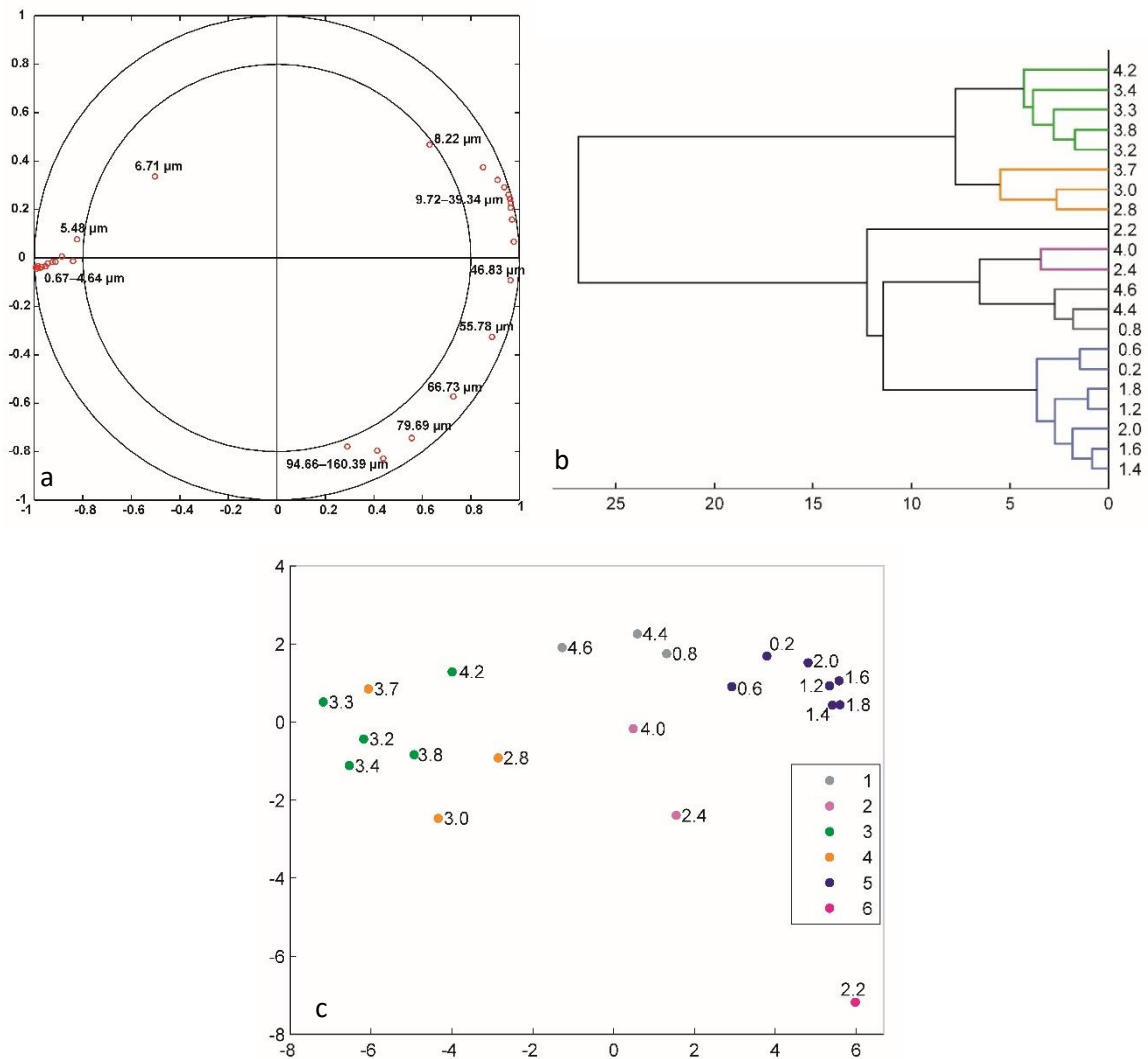 1
0.8
0.6
0.4
0.2
0
-0.2
-0.4
-0.6
-0.8
-1
-1 -0.8 -0.6 -0.4 -0.2 0 0.2 0.4 0.6 0.8 1
8.22 µm
6.71 µm
9.72–39.34 µm
5.48 µm
0.67–4.64 µm
46.83 µm
55.78 µm
66.73 µm
79.69 µm
94.66–160.39 µm
a
4.2
3.4
3.3
3.8
3.2
3.7
3.0
2.8
2.2
4.0
2.4
4.6
4.4
0.8
0.6
0.2
1.8
1.2
2.0
1.6
1.4
b
25 20 15 10 5 0
4
2
0
-2
-4
-6
-8
-8 -6 -4 -2 0 2 4 6
4.6 4.4 0.8 0.2 2.0
4.2 1.6
3.7 0.6 1.2
3.3 1.4 1.8
3.2 4.0
3.4 3.8 2.8
3.0 2.4
2.2
1
2
3
4
5
6
c